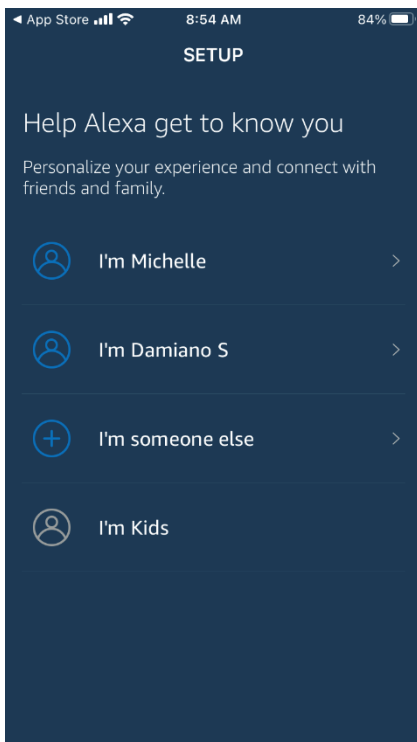 App Store 8:54 AM 84%
SETUP
Help Alexa get to know you
Personalize your experience and connect with
friends and family.
I'm Michelle
I'm Damiano S
I'm someone else
I'm Kids